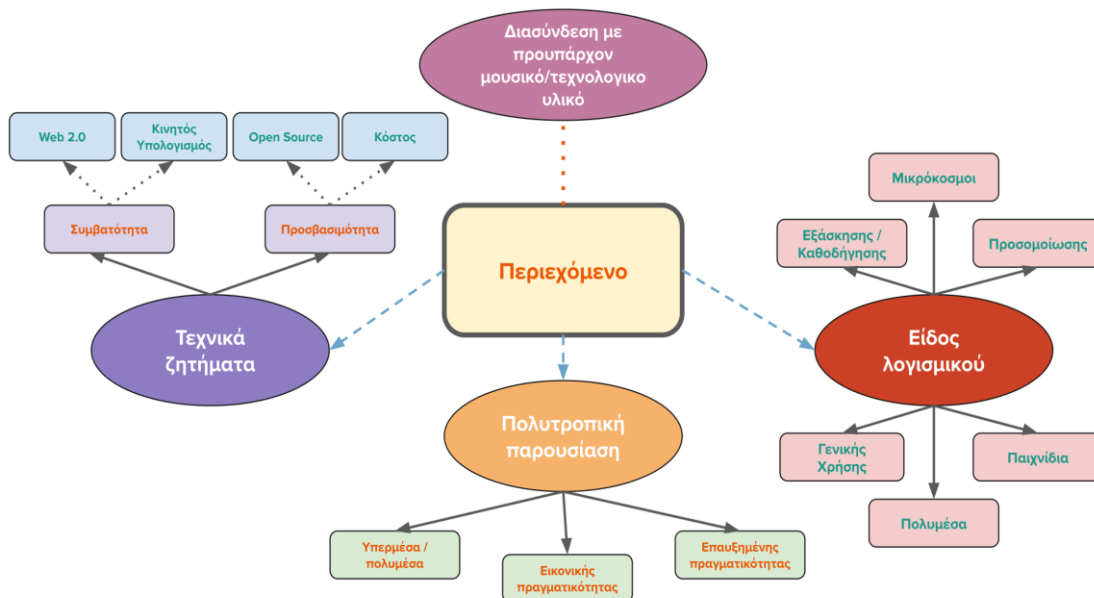 Διασύνδεση με
προυπάρχον
μουσικό/τεχνολογικο
υλικό
Web 2.0
Κινητός
Υπολογισμός
Open Source
Κόστος
Συμβατότητα
Προσβασιμότητα
Τεχνικά
ζητήματα
Περιεχόμενο
Μικρόκοσμοι
Εξάσκησης /
Καθοδήγησης
Προσομοίωσης
Είδος
λογισμικού
Γενικής
Χρήσης
Παιχνίδια
Πολυμέσα
Πολυτροπική
παρουσίαση
Υπερμέσα /
πολυμέσα
Εικονικής
πραγματικότητας
Επαυξημένης
πραγματικότητας